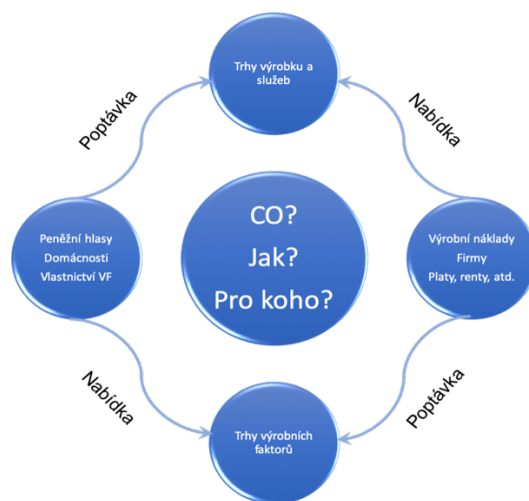 Trhy výrobku a
služeb
Poptávka
Nabídka
Peněžní hlasy
Domácnosti
Vlastnictví VF
CO?
Jak?
Pro koho?
Výrobní náklady
Firmy
Platy, renty, atd.
Nabídka
Poptávka
Trhy výrobních
faktorů